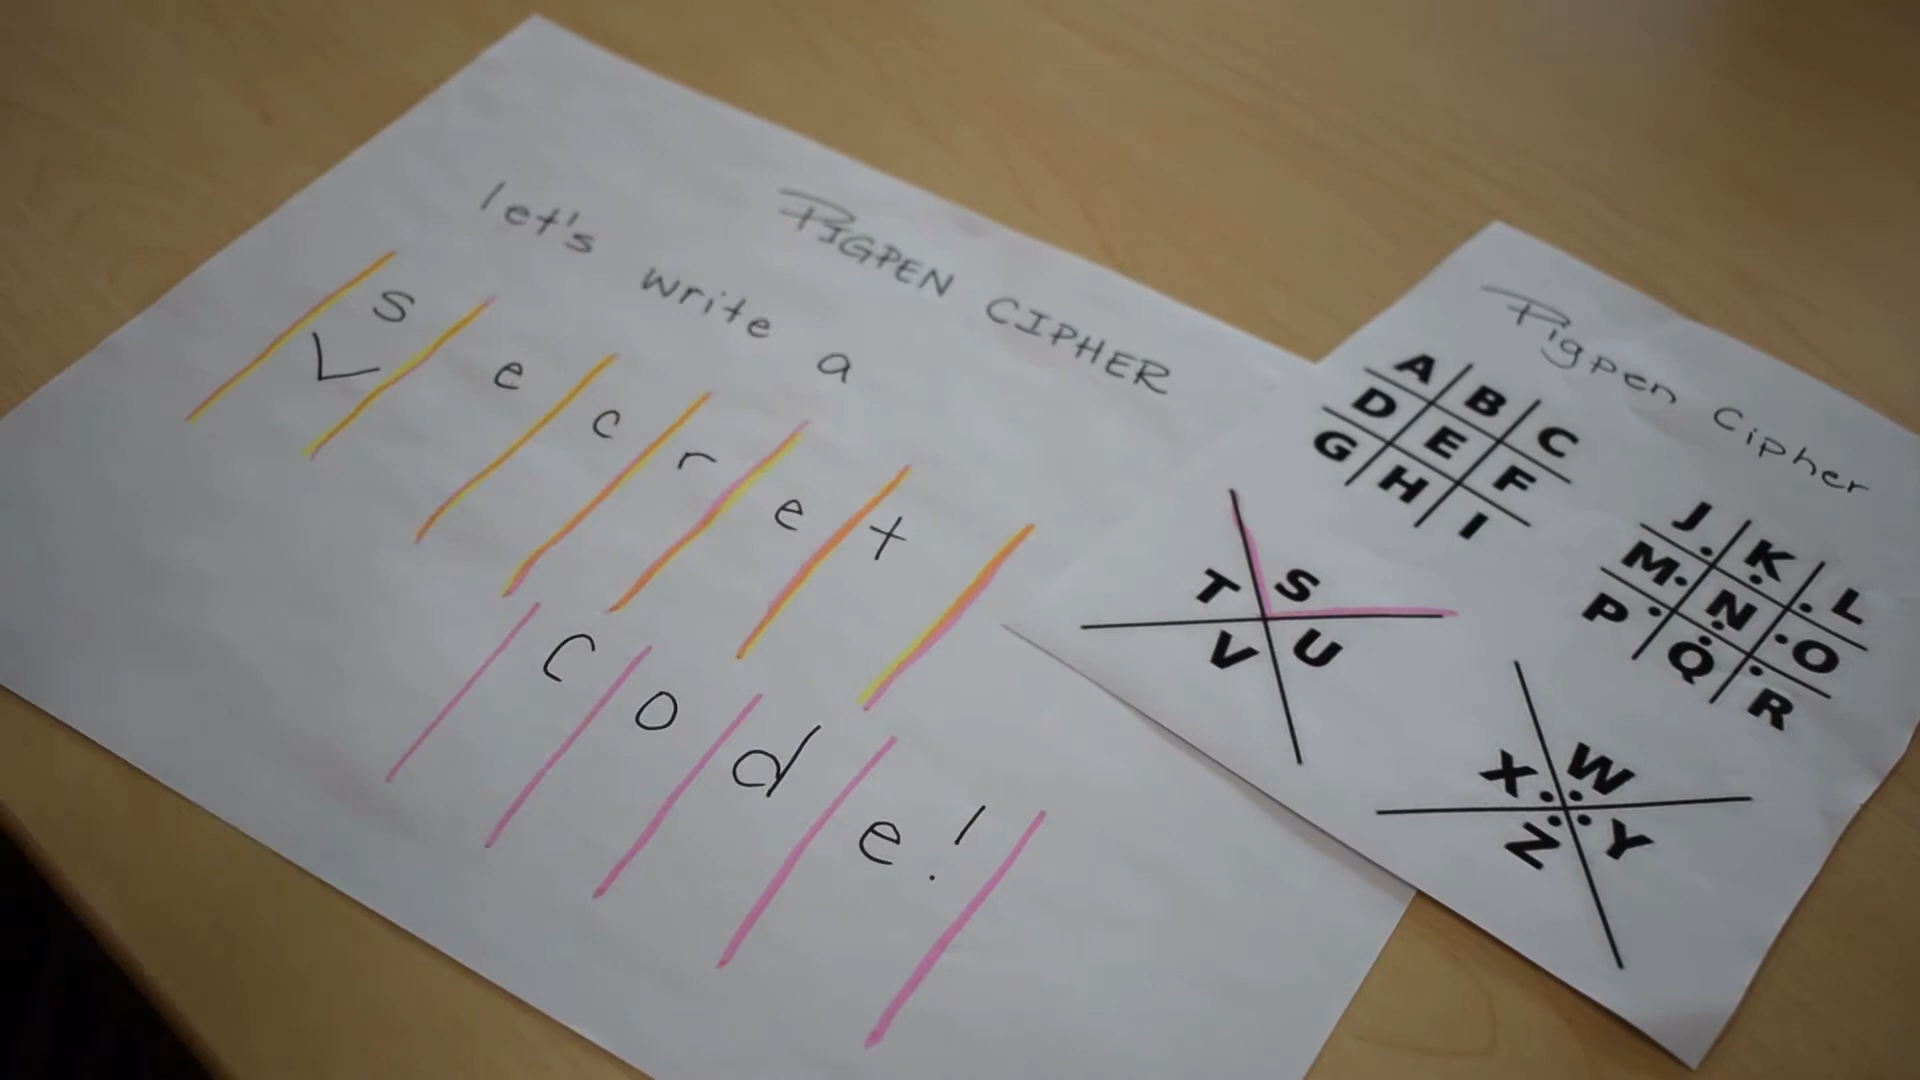 PIGPEN CIPHER
let's write a
s e c r e t
c o d e !
Pigpen Cipher
A B C
D E F
G H I
J K L
M N O
P Q R
T S
V U
X W
Z Y